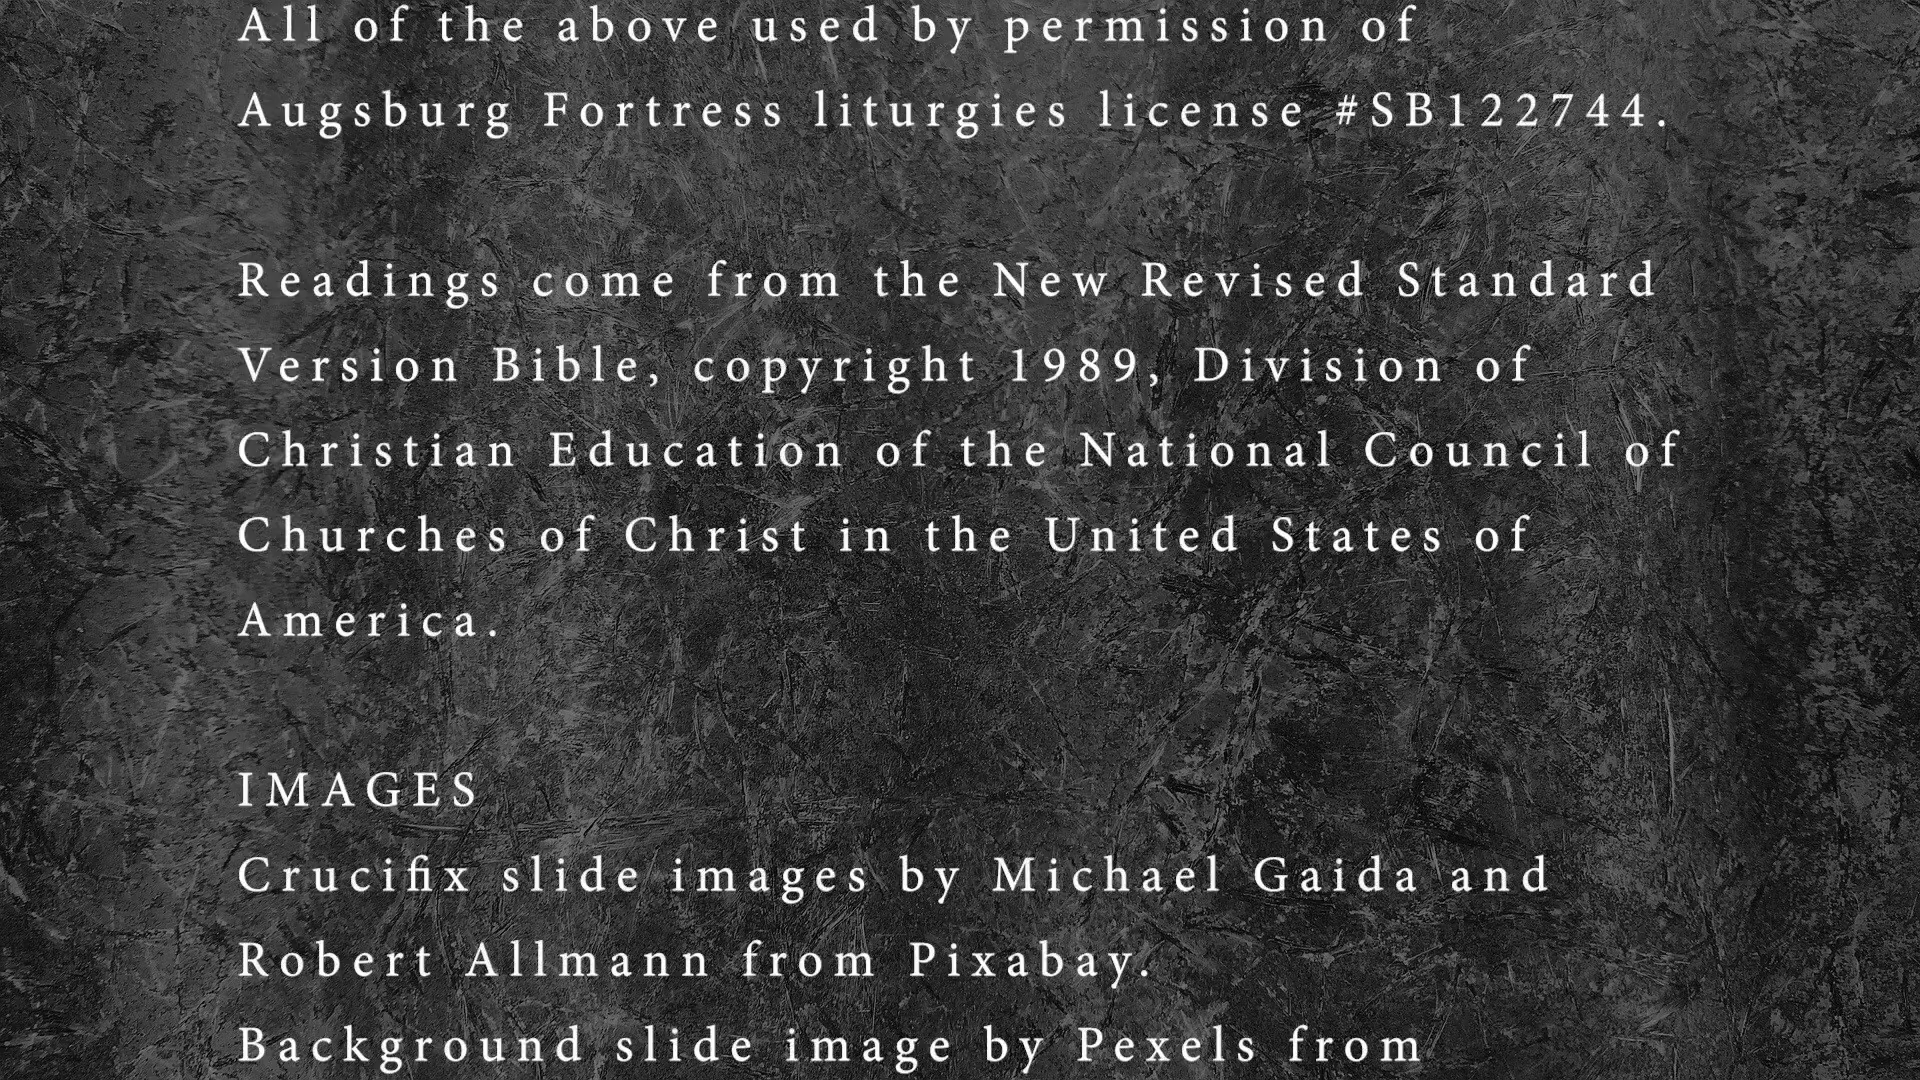 All of the above used by permission of
Augsburg Fortress liturgies license #SB122744.
Readings come from the New Revised Standard
Version Bible, copyright 1989, Division of
Christian Education of the National Council of
Churches of Christ in the United States of
America.
IMAGES
Crucifix slide images by Michael Gaida and
Robert Allmann from Pixabay.
Background slide image by Pexels from